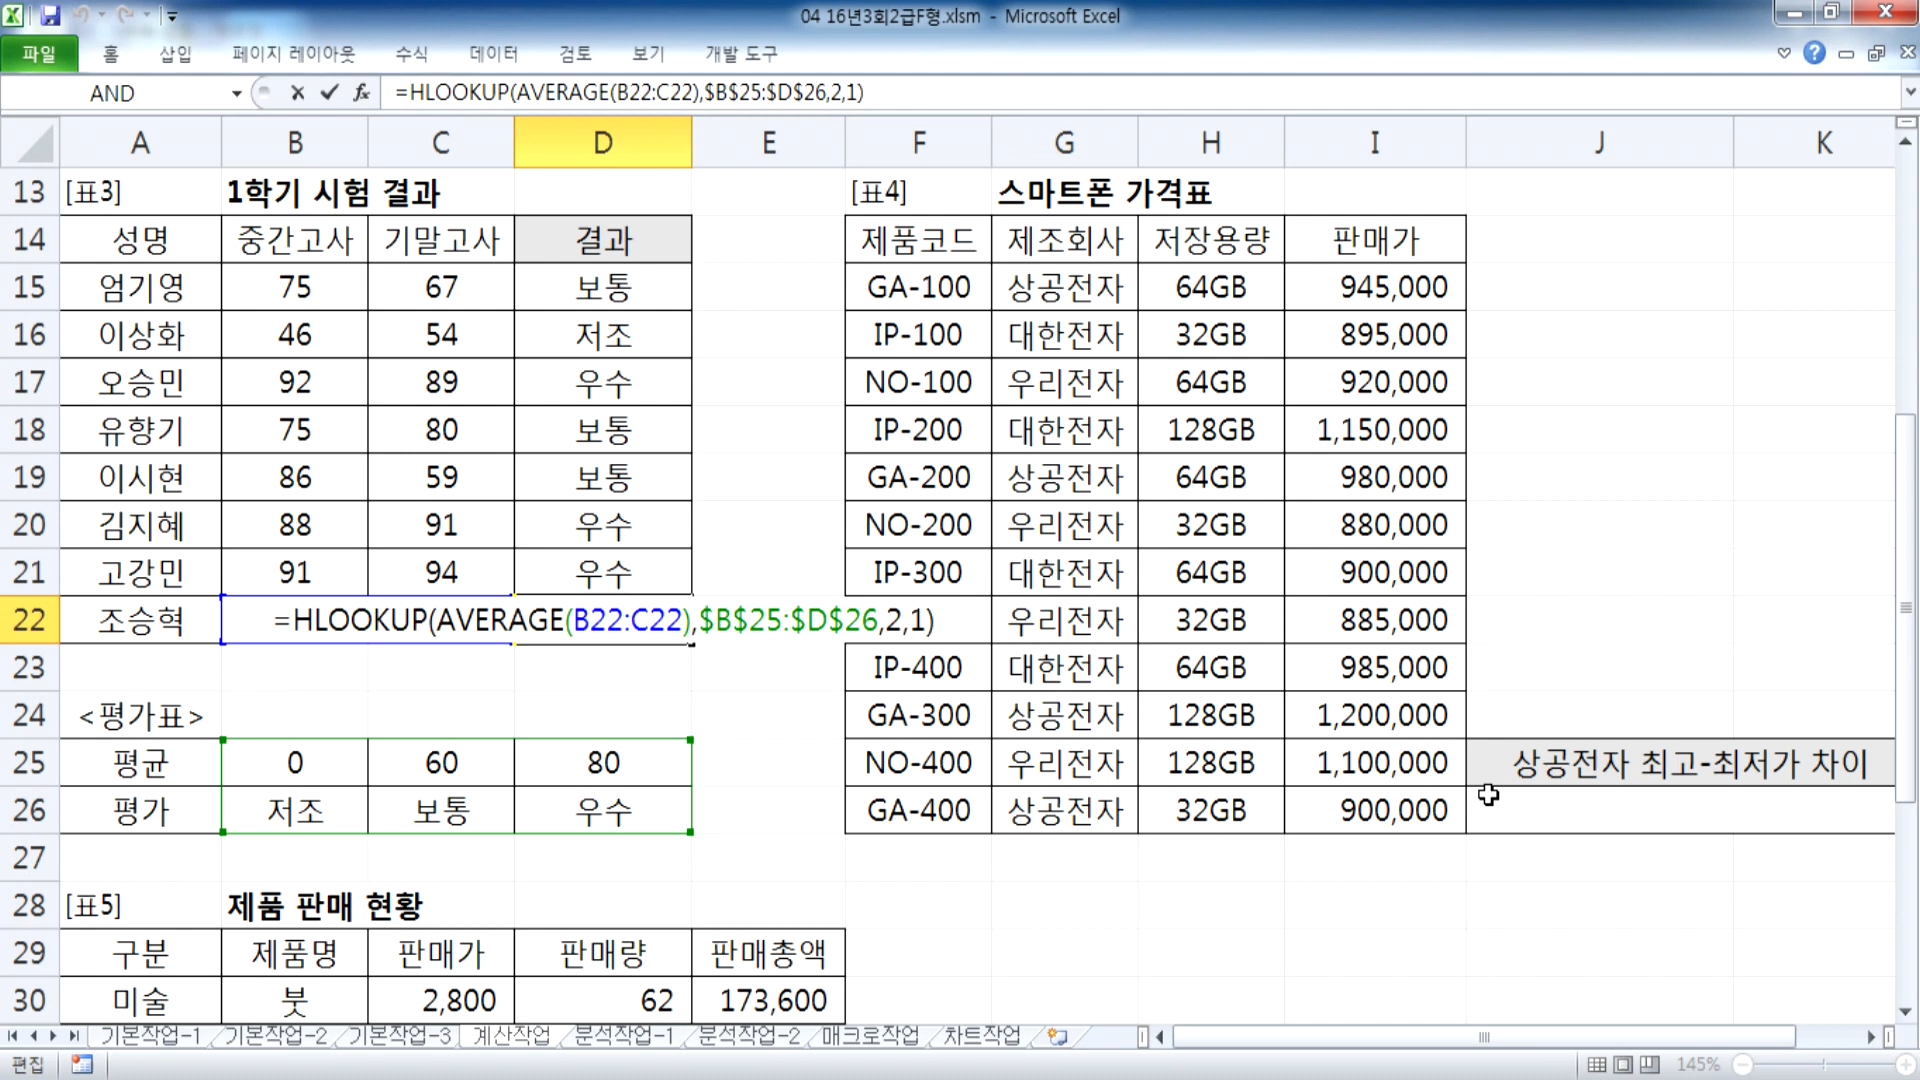 04 16년3회2급F형.xlsm - Microsoft Excel
파일 홈 삽입 페이지 레이아웃 수식 데이터 검토 보기 개발 도구
AND =HLOOKUP(AVERAGE(B22:C22),$B$25:$D$26,2,1)
A B C D E F G H I J K
13 [표3] 1학기 시험 결과 [표4] 스마트폰 가격표
14 성명 중간고사 기말고사 결과 제품코드 제조회사 저장용량 판매가
15 엄기영 75 67 보통 GA-100 상공전자 64GB 945,000
16 이상화 46 54 저조 IP-100 대한전자 32GB 895,000
17 오승민 92 89 우수 NO-100 우리전자 64GB 920,000
18 유향기 75 80 보통 IP-200 대한전자 128GB 1,150,000
19 이시현 86 59 보통 GA-200 상공전자 64GB 980,000
20 김지혜 88 91 우수 NO-200 우리전자 32GB 880,000
21 고강민 91 94 우수 IP-300 대한전자 64GB 900,000
22 조승혁 =HLOOKUP(AVERAGE(B22:C22),$B$25:$D$26,2,1) 우리전자 32GB 885,000
23 IP-400 대한전자 64GB 985,000
24 <평가표> GA-300 상공전자 128GB 1,200,000
25 평균 0 60 80 NO-400 우리전자 128GB 1,100,000 상공전자 최고-최저가 차이
26 평가 저조 보통 우수 GA-400 상공전자 32GB 900,000
27
28 [표5] 제품 판매 현황
29 구분 제품명 판매가 판매량 판매총액
30 미술 붓 2,800 62 173,600
기본작업-1 기본작업-2 기본작업-3 계산작업 분석작업-1 분석작업-2 매크로작업 차트작업
편집 145%